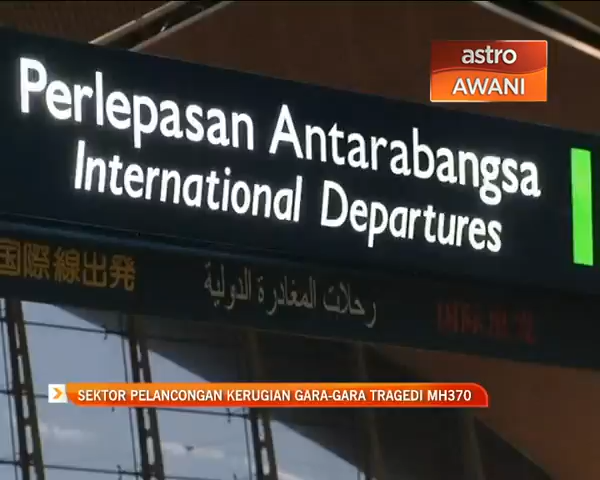 astro
AWANI
Perlepasan Antarabangsa
International Departures
国際線出発
رحلات المغادرة الدولية
SEKTOR PELANCONGAN KERUGIAN GARA-GARA TRAGEDI MH370